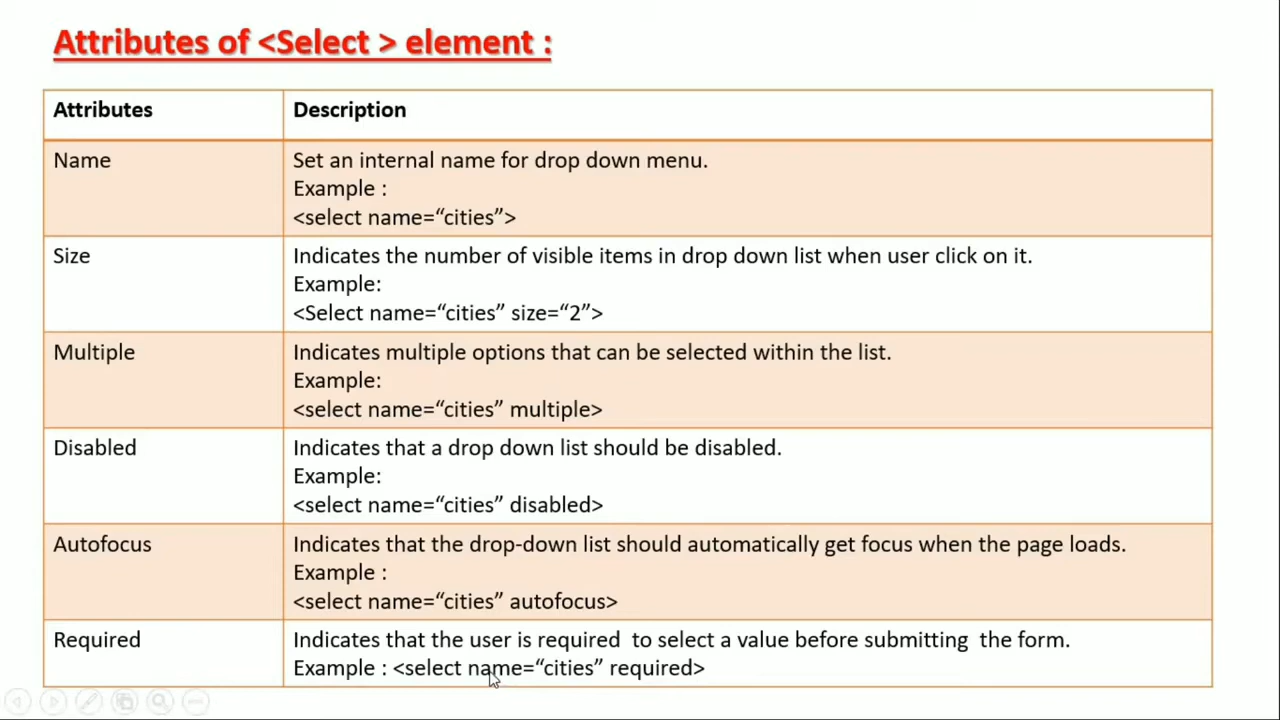 Attributes of <Select > element :
Attributes
Description
Name
Set an internal name for drop down menu.
Example :
<select name=“cities”>
Size
Indicates the number of visible items in drop down list when user click on it.
Example:
<Select name=“cities” size=“2”>
Multiple
Indicates multiple options that can be selected within the list.
Example:
<select name=“cities” multiple>
Disabled
Indicates that a drop down list should be disabled.
Example:
<select name=“cities” disabled>
Autofocus
Indicates that the drop-down list should automatically get focus when the page loads.
Example :
<select name=“cities” autofocus>
Required
Indicates that the user is required  to select a value before submitting  the form.
Example : <select name=“cities” required>